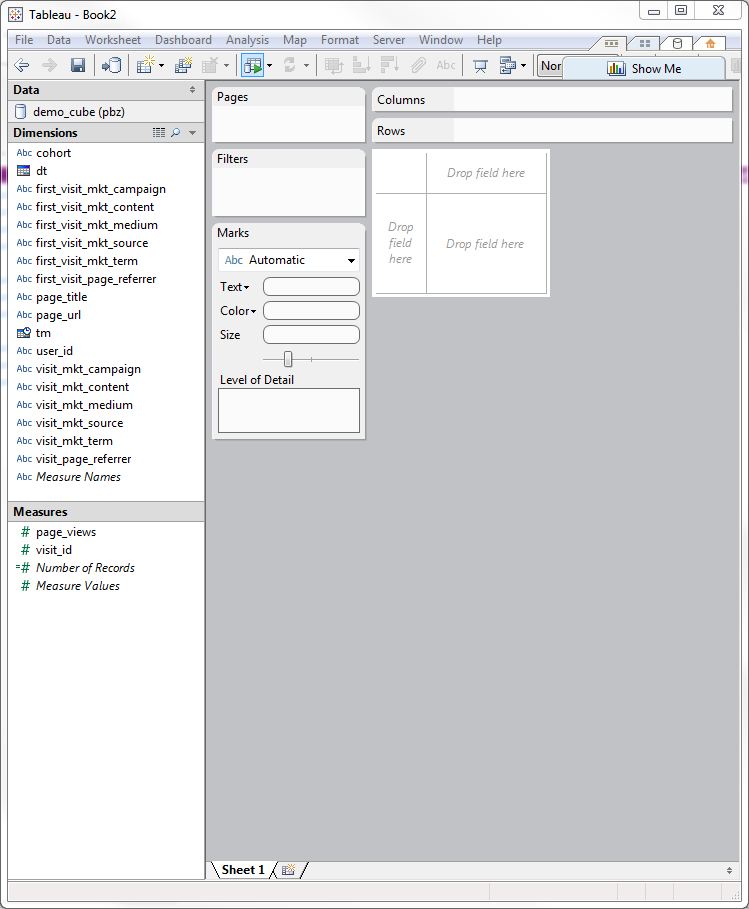 Tableau - Book2
File Data Worksheet Dashboard Analysis Map Format Server Window Help
Abc Nor Show Me
Data
demo_cube (pbz)
Dimensions
Abc cohort
dt
Abc first_visit_mkt_campaign
Abc first_visit_mkt_content
Abc first_visit_mkt_medium
Abc first_visit_mkt_source
Abc first_visit_mkt_term
Abc first_visit_page_referrer
Abc page_title
Abc page_url
tm
Abc user_id
Abc visit_mkt_campaign
Abc visit_mkt_content
Abc visit_mkt_medium
Abc visit_mkt_source
Abc visit_mkt_term
Abc visit_page_referrer
Abc Measure Names
Measures
# page_views
# visit_id
=# Number of Records
# Measure Values
Pages
Filters
Marks
Abc Automatic
Text
Color
Size
Level of Detail
Columns
Rows
Drop field here
Drop
field
here
Drop field here
Sheet 1